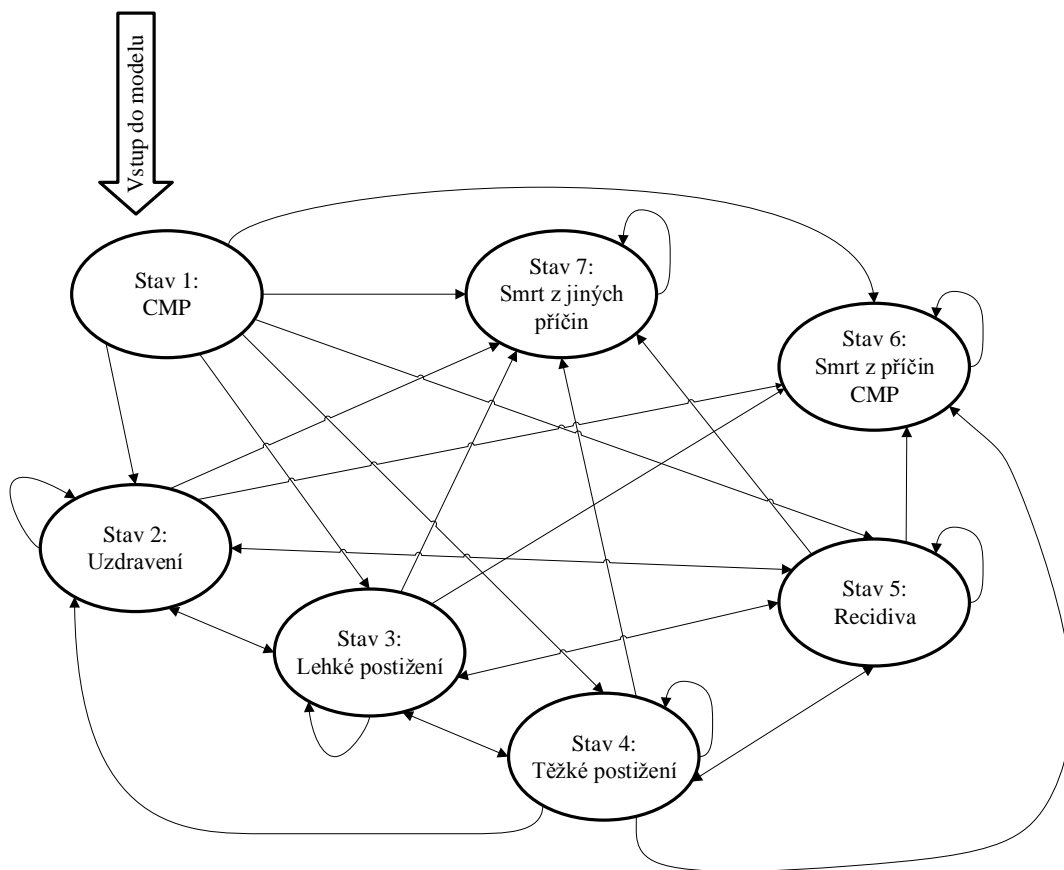 Vstup do modelu
Stav 1:
CMP
Stav 7:
Smrt z jiných
příčin
Stav 6:
Smrt z příčin
CMP
Stav 2:
Uzdravení
Stav 5:
Recidiva
Stav 3:
Lehké postižení
Stav 4:
Těžké postižení